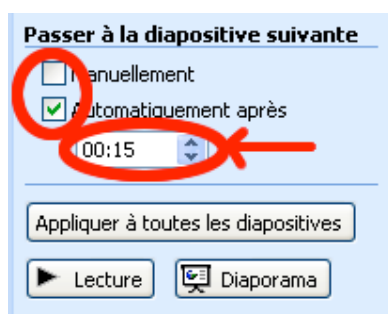 Passer à la diapositive suivante
Manuellement
Automatiquement après
00:15
Appliquer à toutes les diapositives
Lecture
Diaporama